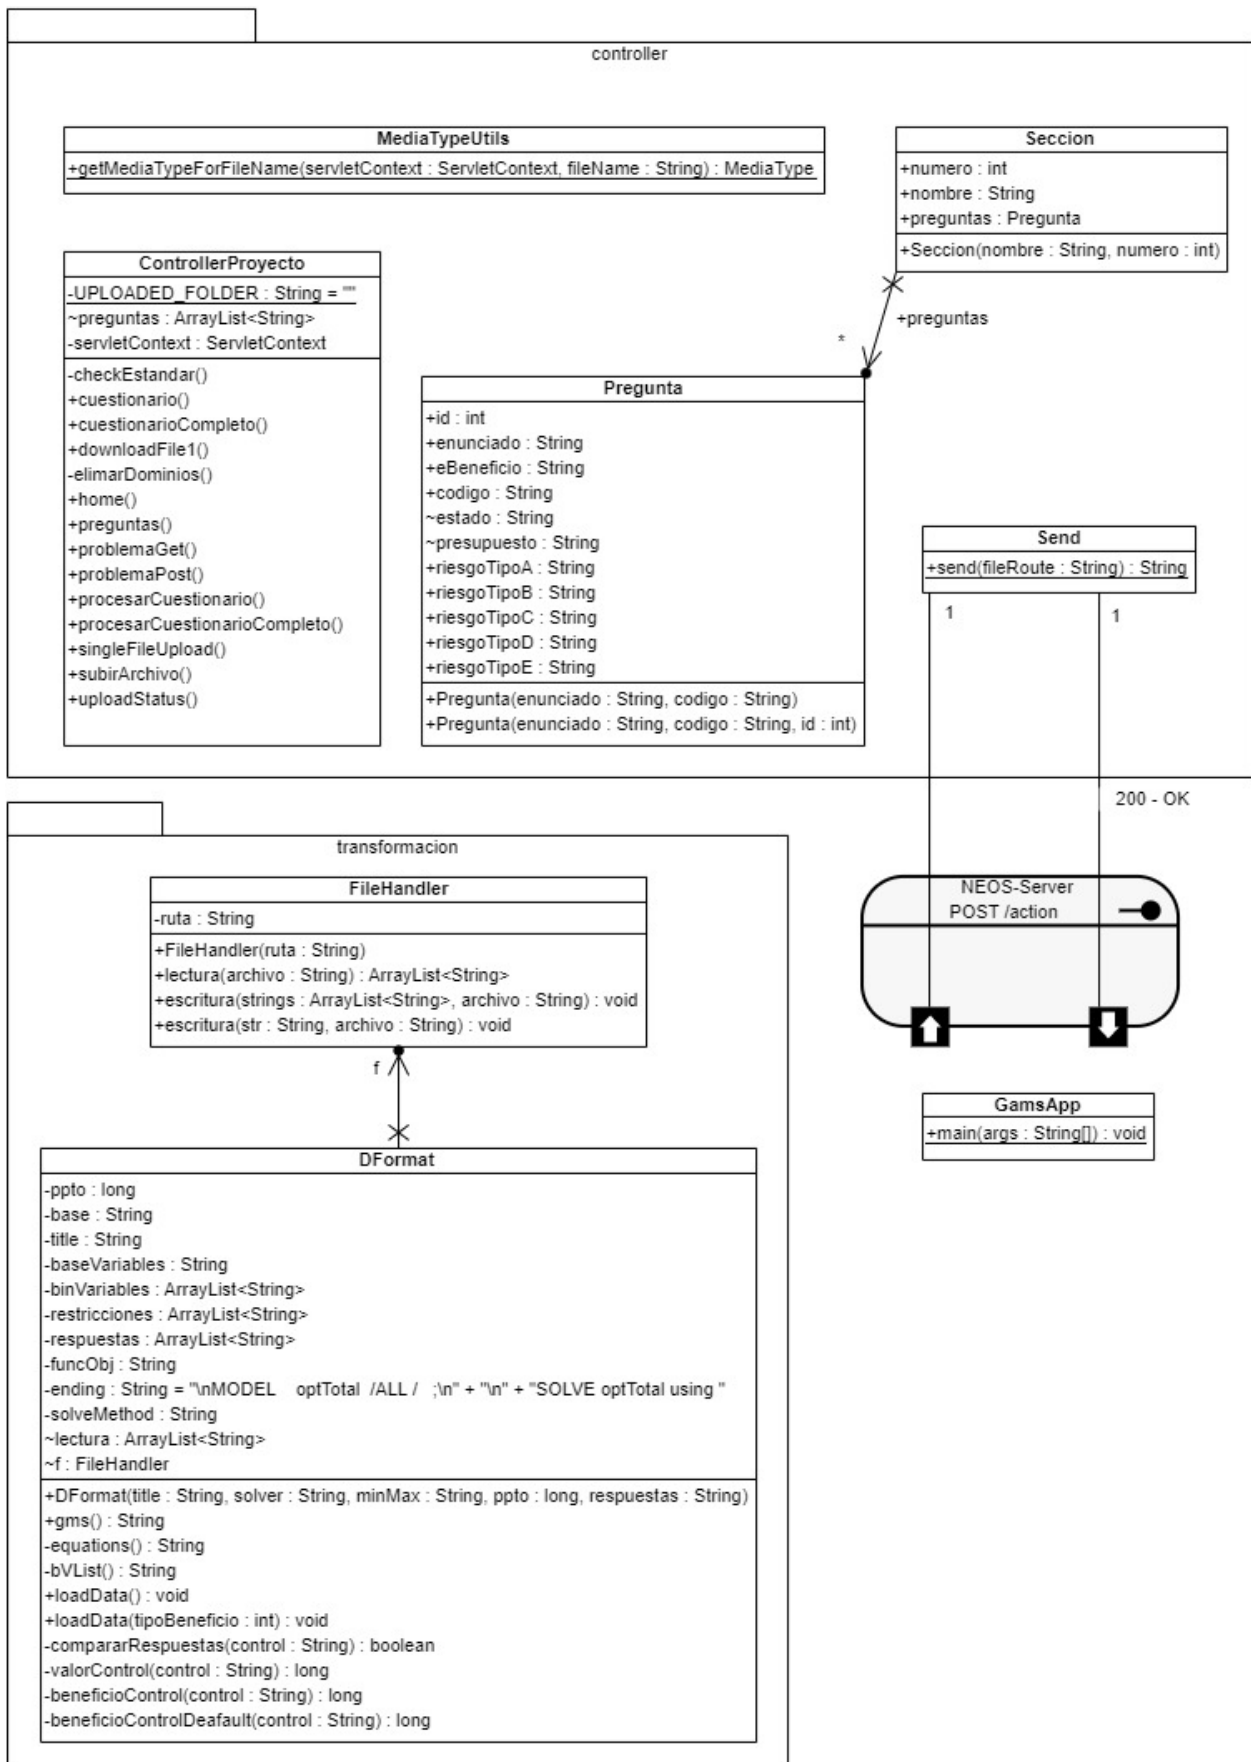 controller
MediaTypeUtils
+getMediaTypeForFileName(servletContext : ServletContext, fileName : String) : MediaType
Seccion
+numero : int
+nombre : String
+preguntas : Pregunta
+Seccion(nombre : String, numero : int)
+preguntas
*
ControllerProyecto
-UPLOADED_FOLDER : String = ""
~preguntas : ArrayList<String>
-servletContext : ServletContext
-checkEstandar()
+cuestionario()
+cuestionarioCompleto()
+downloadFile1()
-elimarDominios()
+home()
+preguntas()
+problemaGet()
+problemaPost()
+procesarCuestionario()
+procesarCuestionarioCompleto()
+singleFileUpload()
+subirArchivo()
+uploadStatus()
Pregunta
+id : int
+enunciado : String
+eBeneficio : String
+codigo : String
~estado : String
~presupuesto : String
+riesgoTipoA : String
+riesgoTipoB : String
+riesgoTipoC : String
+riesgoTipoD : String
+riesgoTipoE : String
+Pregunta(enunciado : String, codigo : String)
+Pregunta(enunciado : String, codigo : String, id : int)
Send
+send(fileRoute : String) : String
1
1
200 - OK
NEOS-Server
POST /action
GamsApp
+main(args : String[]) : void
transformacion
FileHandler
-ruta : String
+FileHandler(ruta : String)
+lectura(archivo : String) : ArrayList<String>
+escritura(strings : ArrayList<String>, archivo : String) : void
+escritura(str : String, archivo : String) : void
f
DFormat
-ppto : long
-base : String
-title : String
-baseVariables : String
-binVariables : ArrayList<String>
-restricciones : ArrayList<String>
-respuestas : ArrayList<String>
-funcObj : String
-ending : String = "\nMODEL    optTotal  /ALL /   ;\n" + "\n" + "SOLVE optTotal using "
-solveMethod : String
~lectura : ArrayList<String>
~f : FileHandler
+DFormat(title : String, solver : String, minMax : String, ppto : long, respuestas : String)
+gms() : String
-equations() : String
-bVList() : String
+loadData() : void
+loadData(tipoBeneficio : int) : void
-compararRespuestas(control : String) : boolean
-valorControl(control : String) : long
-beneficioControl(control : String) : long
-beneficioControlDeafault(control : String) : long